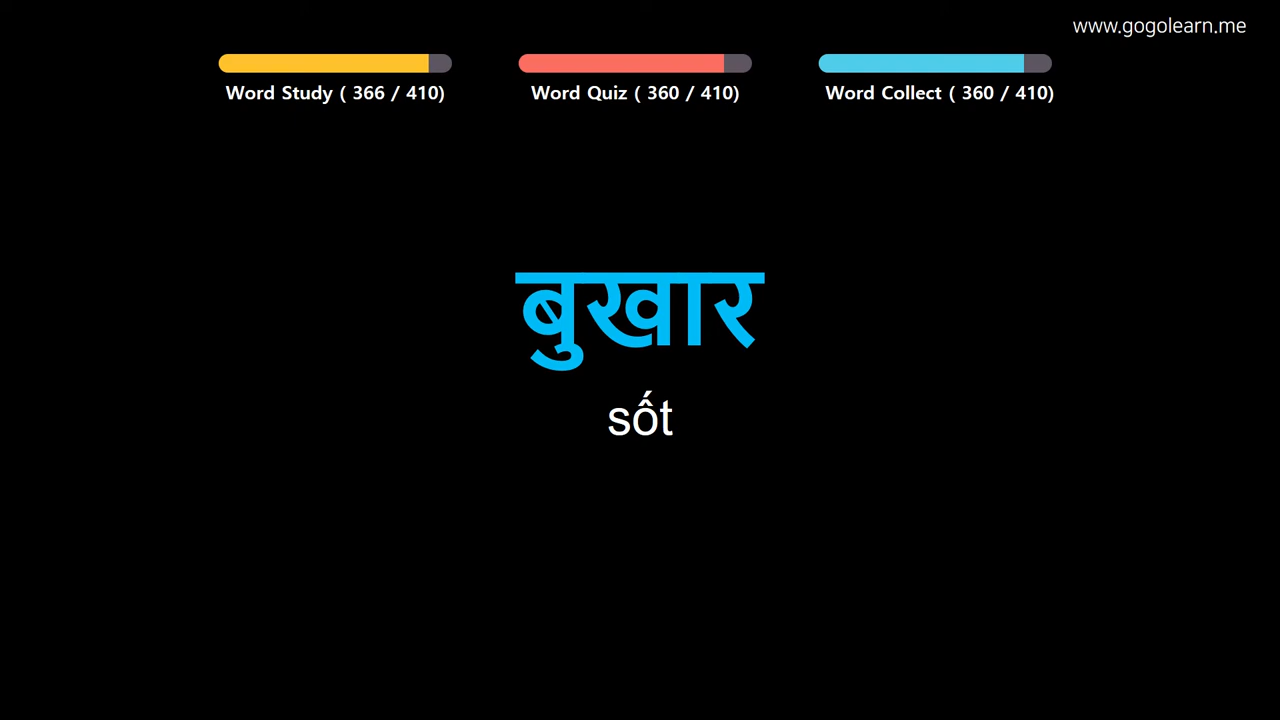 www.gogolearn.me
Word Study ( 366 / 410)
Word Quiz ( 360 / 410)
Word Collect ( 360 / 410)
बुखार
sốt